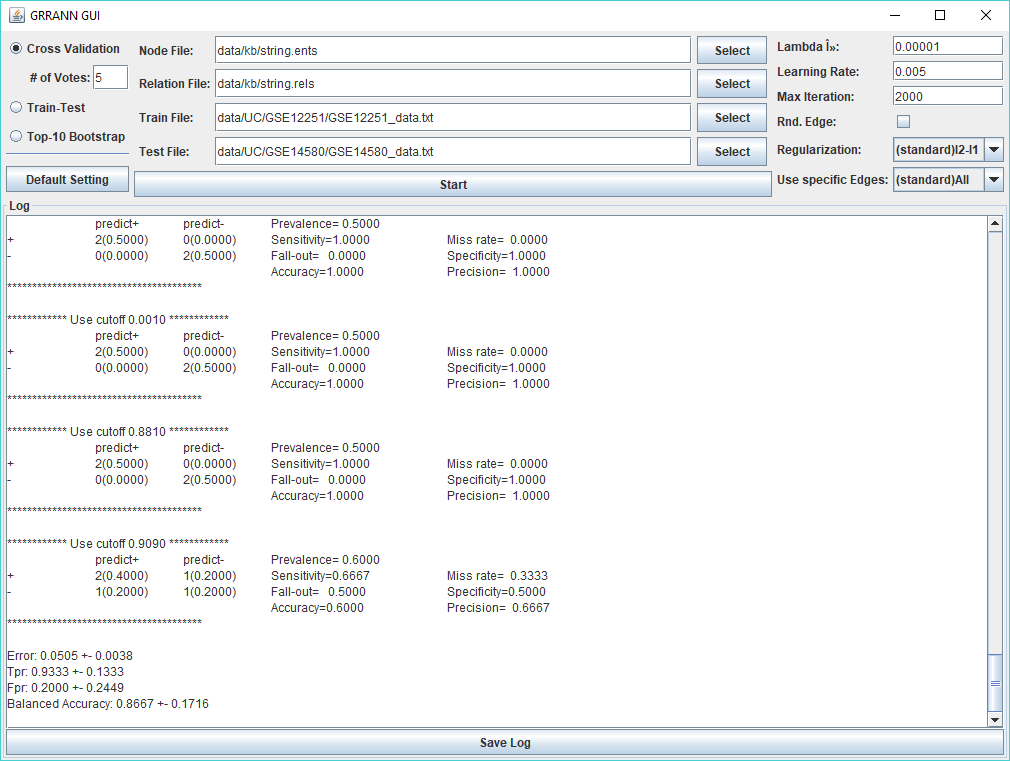 GRRANN GUI
Cross Validation
# of Votes: 5
Train-Test
Top-10 Bootstrap
Default Setting
Node File: data/kb/string.ents Select
Relation File: data/kb/string.rels Select
Train File: data/UC/GSE12251/GSE12251_data.txt Select
Test File: data/UC/GSE14580/GSE14580_data.txt Select
Start
Lambda Î»: 0.00001
Learning Rate: 0.005
Max Iteration: 2000
Rnd. Edge:
Regularization: (standard)l2-l1
Use specific Edges: (standard)All
Log
predict+ predict- Prevalence= 0.5000
+ 2(0.5000) 0(0.0000) Sensitivity=1.0000 Miss rate= 0.0000
- 0(0.0000) 2(0.5000) Fall-out= 0.0000 Specificity=1.0000
Accuracy=1.0000 Precision= 1.0000
***************************************
************ Use cutoff 0.0010 ************
predict+ predict- Prevalence= 0.5000
+ 2(0.5000) 0(0.0000) Sensitivity=1.0000 Miss rate= 0.0000
- 0(0.0000) 2(0.5000) Fall-out= 0.0000 Specificity=1.0000
Accuracy=1.0000 Precision= 1.0000
***************************************
************ Use cutoff 0.8810 ************
predict+ predict- Prevalence= 0.5000
+ 2(0.5000) 0(0.0000) Sensitivity=1.0000 Miss rate= 0.0000
- 0(0.0000) 2(0.5000) Fall-out= 0.0000 Specificity=1.0000
Accuracy=1.0000 Precision= 1.0000
***************************************
************ Use cutoff 0.9090 ************
predict+ predict- Prevalence= 0.6000
+ 2(0.4000) 1(0.2000) Sensitivity=0.6667 Miss rate= 0.3333
- 1(0.2000) 1(0.2000) Fall-out= 0.5000 Specificity=0.5000
Accuracy=0.6000 Precision= 0.6667
***************************************
Error: 0.0505 +- 0.0038
Tpr: 0.9333 +- 0.1333
Fpr: 0.2000 +- 0.2449
Balanced Accuracy: 0.8667 +- 0.1716
Save Log